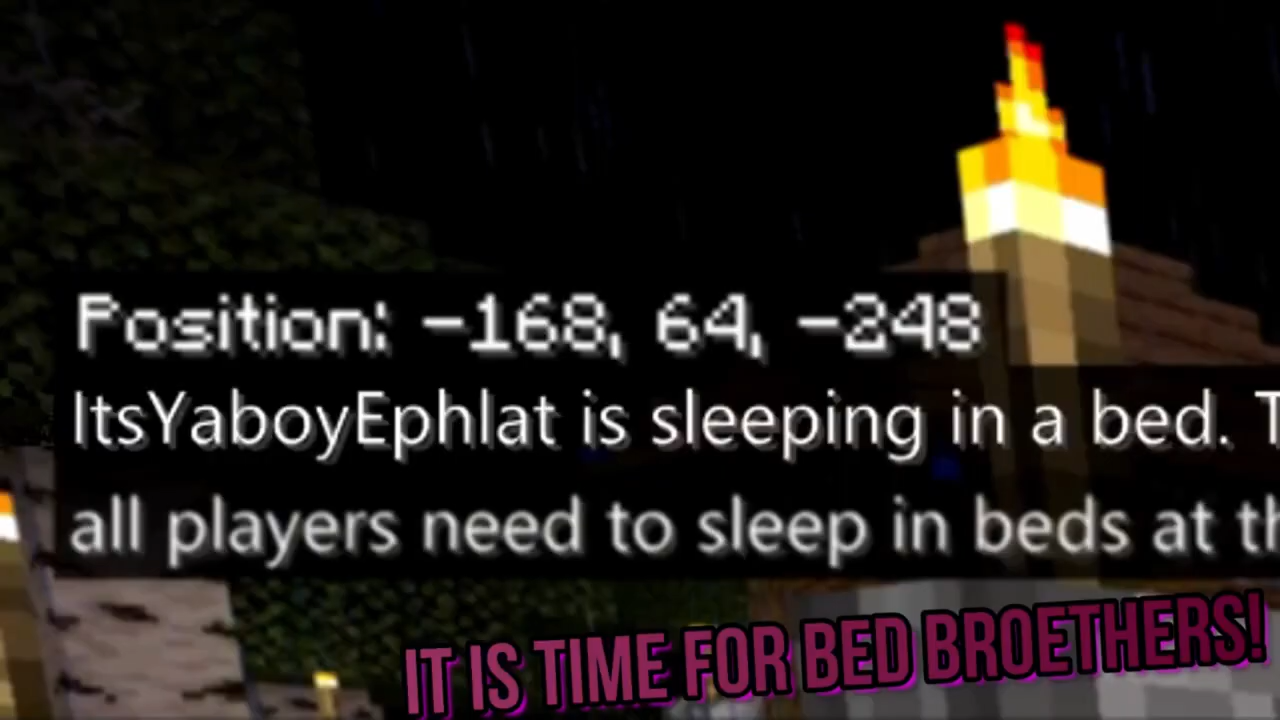 Position: -168, 64, -248
ItsYaboyEphlat is sleeping in a bed.
all players need to sleep in beds at
IT IS TIME FOR BED BROETHERS!